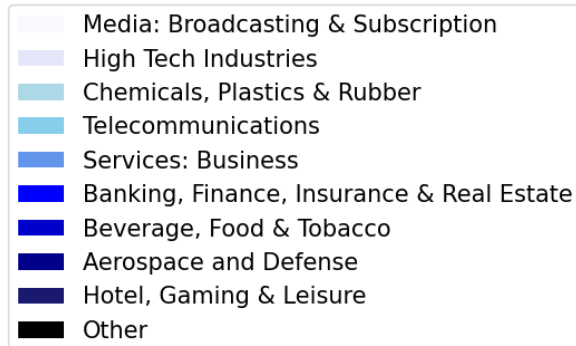 Media: Broadcasting & Subscription
High Tech Industries
Chemicals, Plastics & Rubber
Telecommunications
Services: Business
Banking, Finance, Insurance & Real Estate
Beverage, Food & Tobacco
Aerospace and Defense
Hotel, Gaming & Leisure
Other